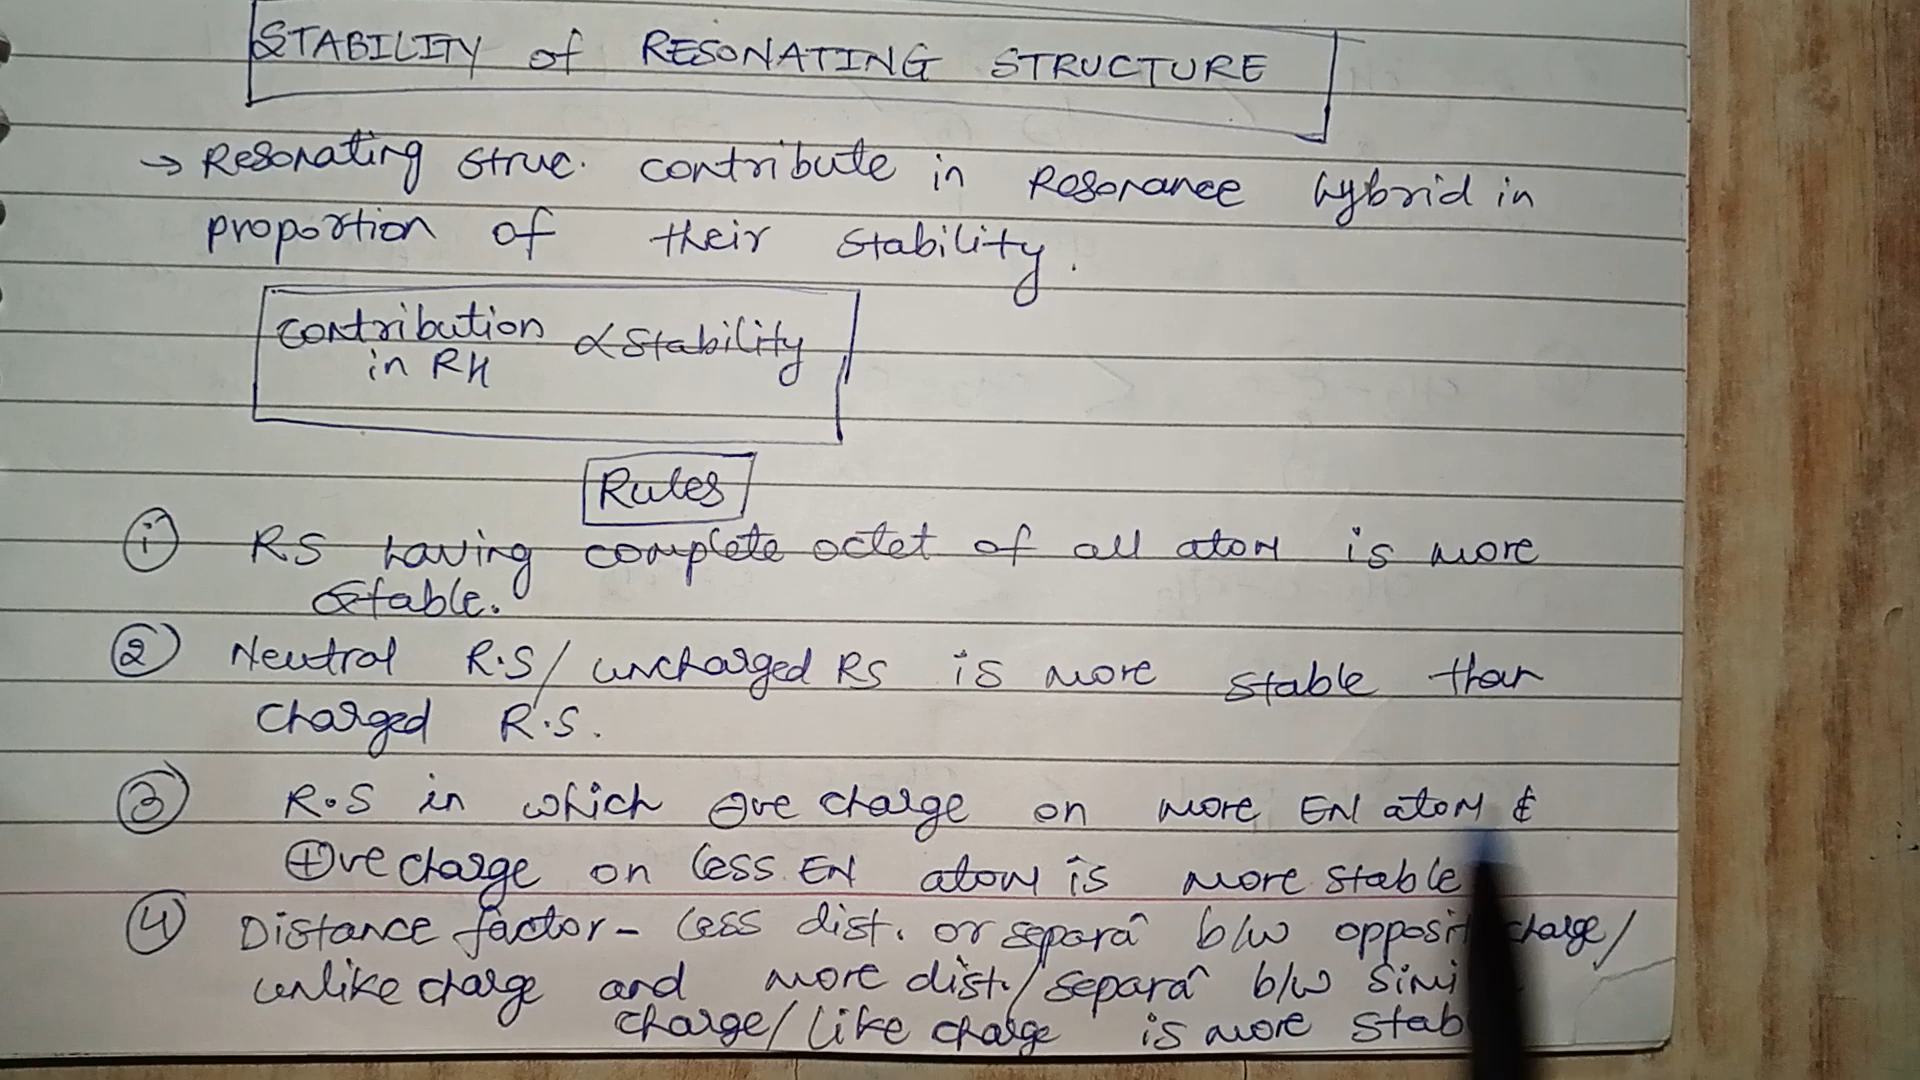 STABILITY of RESONATING STRUCTURE
→ Resonating Struc. contribute in Resonance hybrid in
proportion of their stability.
Contribution in RH ∝ Stability
Rules
① RS having complete octet of all atom is more
stable.
② Neutral R.S/ uncharged RS is more stable than
charged R.S.
③ R.S in which ⊖ve charge on more EN atom &
⊕ve charge on less EN atom is more stable
④ Distance factor - less dist. or separaⁿ b/w charge/
unlike charge and more dist./separaⁿ b/w
charge/like charge is more